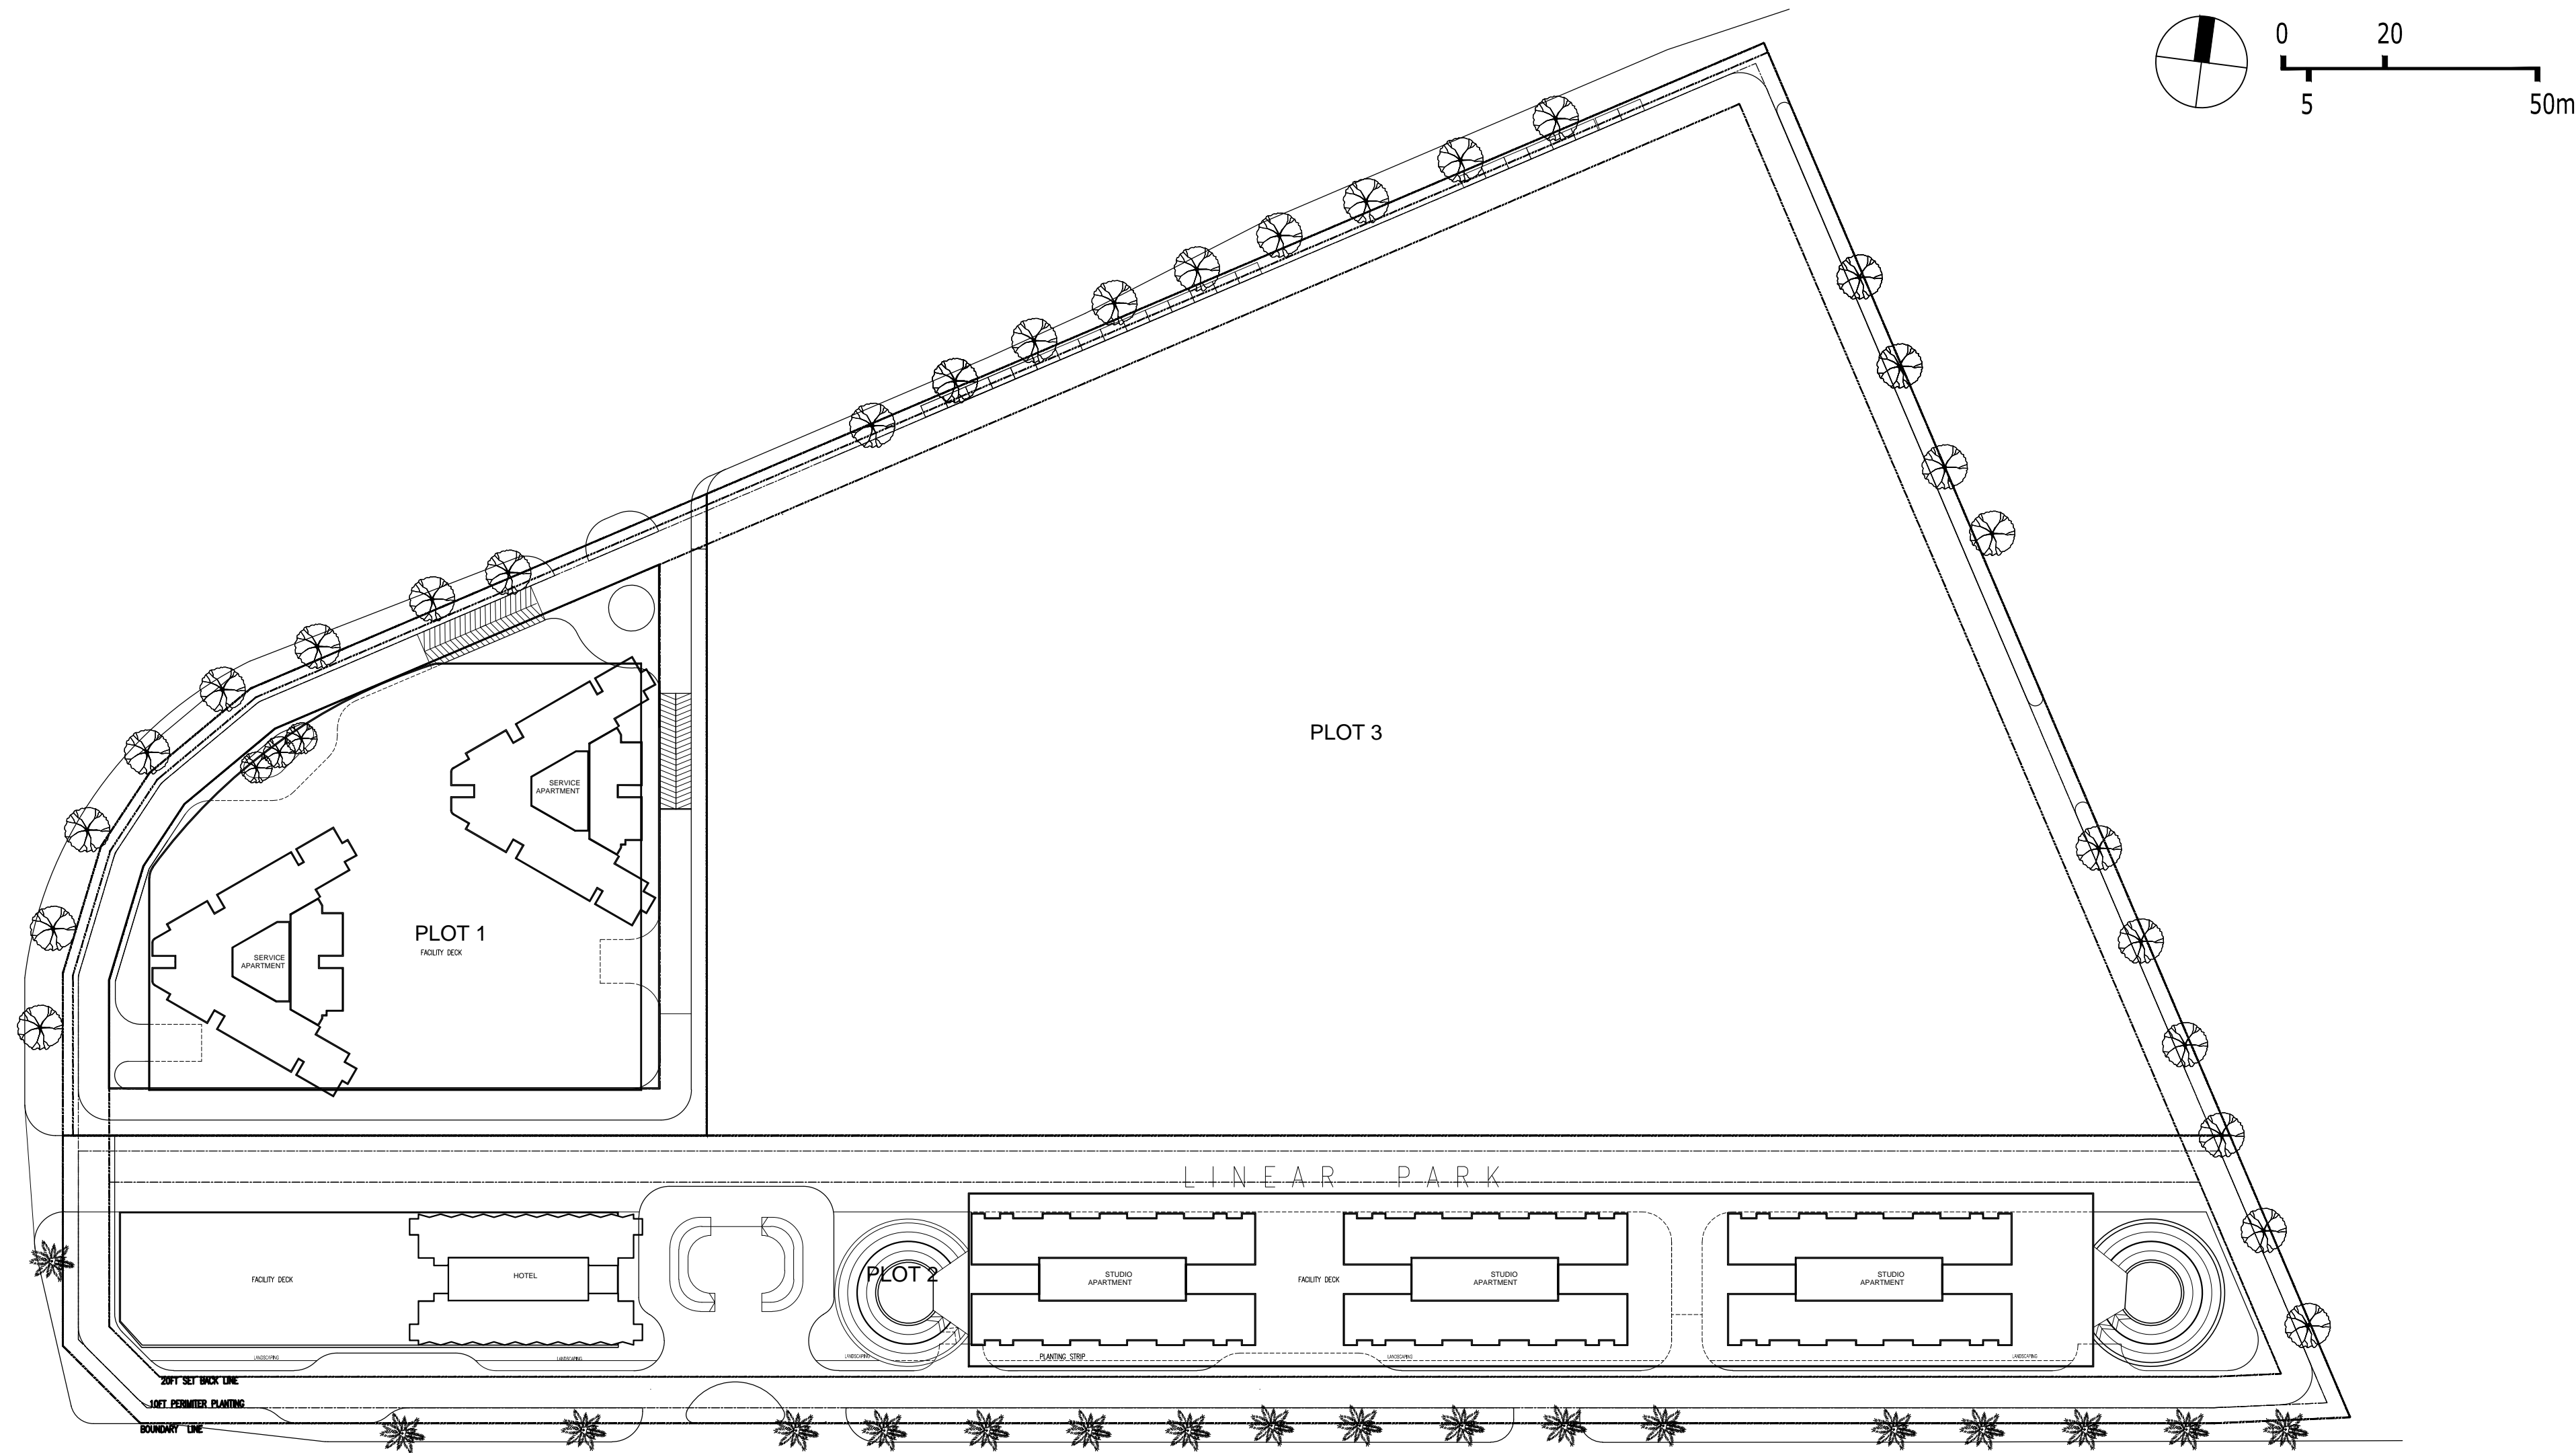 0 20
5 50m
PLOT 3
SERVICE
APARTMENT
PLOT 1
FACILITY DECK
SERVICE
APARTMENT
LINEAR PARK
FACILITY DECK
HOTEL
PLOT 2
STUDIO
APARTMENT
FACILITY DECK
STUDIO
APARTMENT
STUDIO
APARTMENT
LANDSCAPING
LANDSCAPING
LANDSCAPING
PLANTING STRIP
LANDSCAPING
LANDSCAPING
20FT SET BACK LINE
10FT PERIMITER PLANTING
BOUNDARY LINE